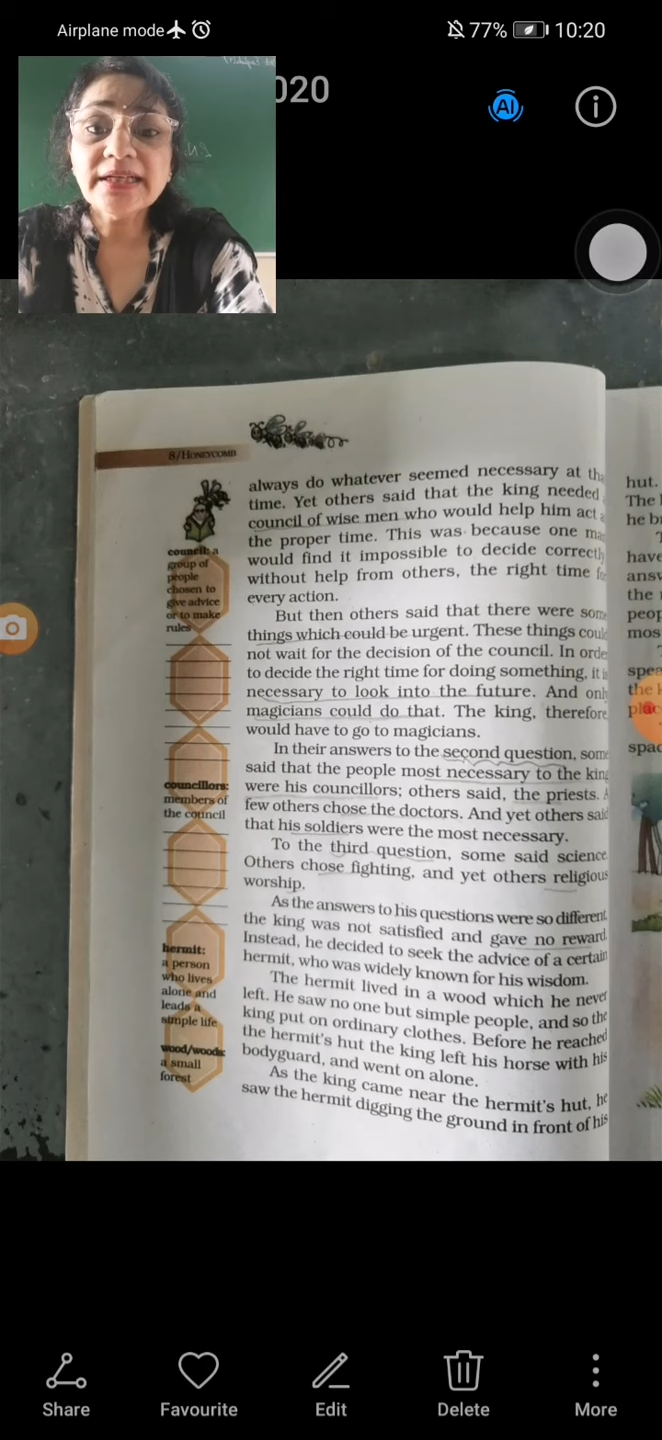 Airplane mode
77%
10:20
020
AI
8/HONEYCOMB
always do whatever seemed necessary at
time. Yet others said that the king needed
council of wise men who would help him act
the proper time. This was because one
would find it impossible to decide correctly
without help from others, the right time
every action.
But then others said that there were
things which could be urgent. These things
not wait for the decision of the council. In
to decide the right time for doing something, it
necessary to look into the future. And only
magicians could do that. The king, therefore
would have to go to magicians.
In their answers to the second question, some
said that the people most necessary to the king
were his councillors; others said, the priests. A
few others chose the doctors. And yet others said
that his soldiers were the most necessary.
To the third question, some said science.
Others chose fighting, and yet others religious
worship.
As the answers to his questions were so different,
the king was not satisfied and gave no reward.
Instead, he decided to seek the advice of a certain
hermit, who was widely known for his wisdom.
The hermit lived in a wood which he never
left. He saw no one but simple people, and so the
king put on ordinary clothes. Before he reached
the hermit's hut the king left his horse with his
bodyguard, and went on alone.
As the king came near the hermit's hut, he
saw the hermit digging the ground in front of his
council: a
group of
people
chosen to
give advice
or to make
rules
councillors:
members of
the council
hermit:
a person
who lives
alone and
leads a
simple life
wood/woods:
a small
forest
hut.
The
he
have
the
spac
Share
Favourite
Edit
Delete
More